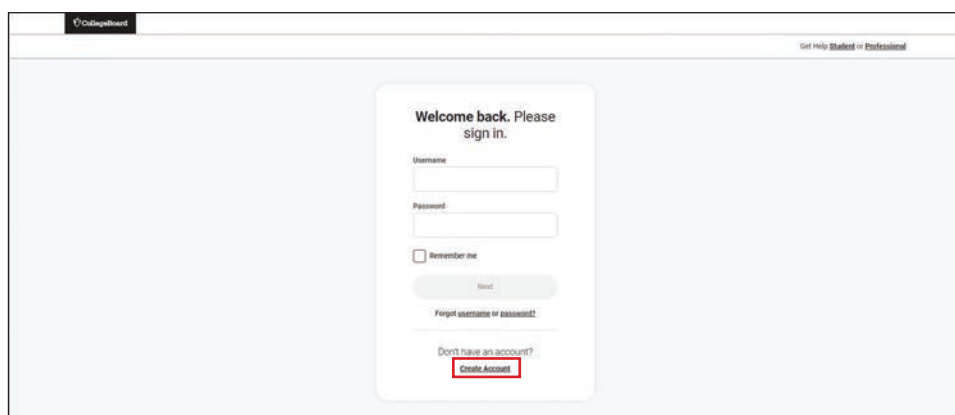 CollegeBoard
Get Help Student or Professional
Welcome back. Please
sign in.
Username
Password
Remember me
Next
Forgot username or password?
Don't have an account?
Create Account